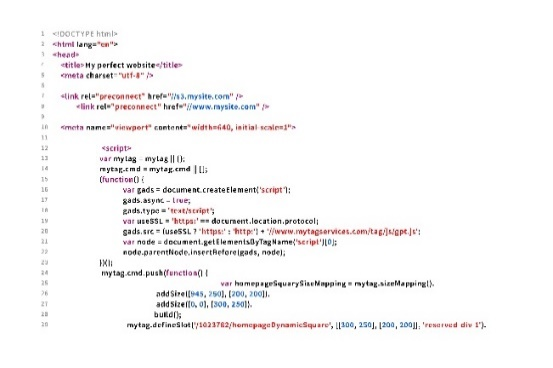 1 <!DOCTYPE html>
2 <html lang="en">
3 <head>
4 <title>My perfect website</title>
5 <meta charset="utf-8" />
6
7 <link rel="preconnect" href="//s3.mysite.com" />
8 <link rel="preconnect" href="//www.mysite.com" />
9
10 <meta name="viewport" content="width=640, initial-scale=1">
11
12 <script>
13 var mytag = mytag || {};
14 mytag.cmd = mytag.cmd || [];
15 (function() {
16 var gads = document.createElement('script');
17 gads.async = true;
18 gads.type = 'text/script';
19 var useSSL = 'https:' == document.location.protocol;
20 gads.src = (useSSL ? 'https:' : 'http:') + '//www.mytagservices.com/tag/js/gpt.js';
21 var node = document.getElementsByTagName('script')[0];
22 node.parentNode.insertBefore(gads, node);
23 })();
24 mytag.cmd.push(function() {
25 var homepageSquarySizeMapping = mytag.sizeMapping().
26 addSize([945, 250], [200, 200]).
27 addSize([0, 0], [300, 250]).
28 build();
29 mytag.defineSlot('/1023782/homepageDynamicSquare', [[300, 250], [200, 200]], 'reserved-div-1').